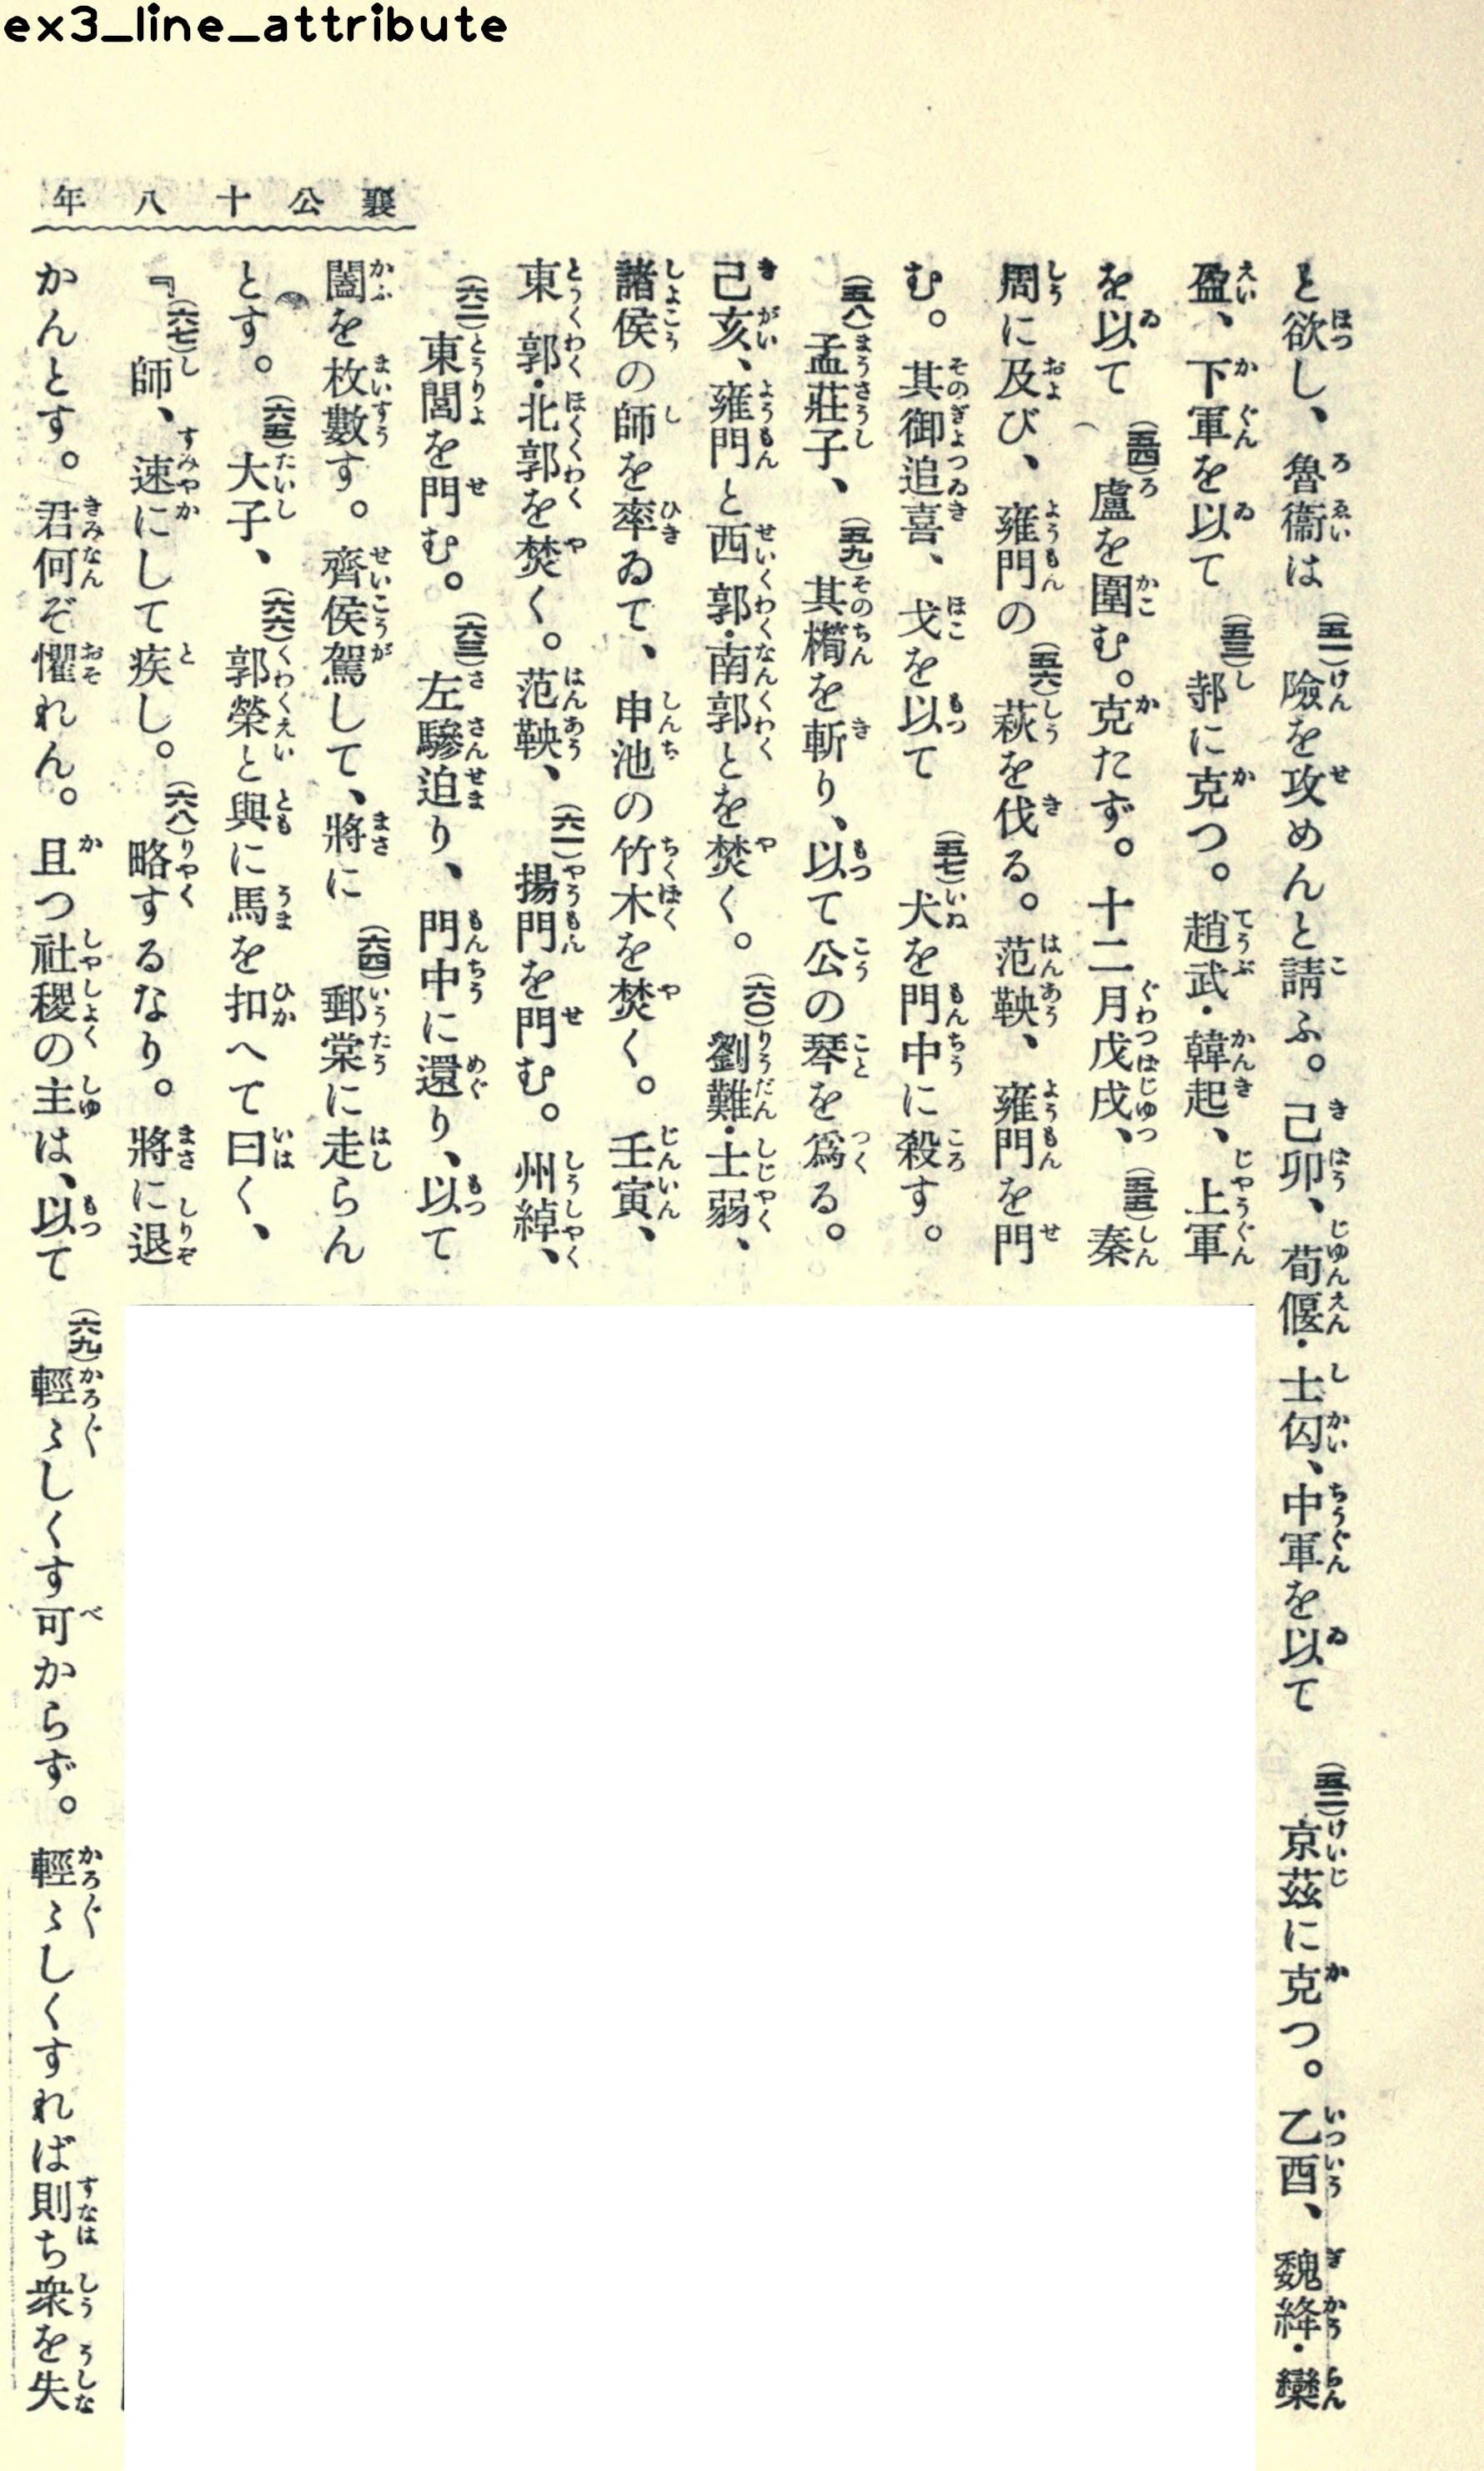 ex3_line_attribute
襄公十八年
と欲し、魯衞は(五一)險を攻めんと請ふ。己卯、荀偃・士匃、中軍を以て(五二)京茲に克つ。乙酉、魏絳・欒
盈、下軍を以て(五三)邿に克つ。趙武・韓起、上軍
を以て(五四)盧を圍む。克たず。十二月戊戌、(五五)秦
周に及び、雍門の(五六)萩を伐る。范鞅、雍門を門
む。其御追喜、戈を以て(五七)犬を門中に殺す。
(五八)孟莊子、(五九)其橁を斬り、以て公の琴を爲る。
己亥、雍門と西郭・南郭とを焚く。(六〇)劉難・士弱、
諸侯の師を率ゐて、申池の竹木を焚く。壬寅、
東郭・北郭を焚く。范鞅、(六一)揚門を門む。州綽、
(六二)東閭を門む。(六三)左驂迫り、門中に還り、以て
闔を枚數す。齊侯駕して、將に(六四)郵棠に走らん
とす。(六五)大子、(六六)郭榮と與に馬を扣へて曰く、
『(六七)師、速にして疾し。(六八)略するなり。將に退
かんとす。君何ぞ懼れん。且つ社稷の主は、以て(六九)輕〻しくす可からず。輕〻しくすれば則ち衆を失